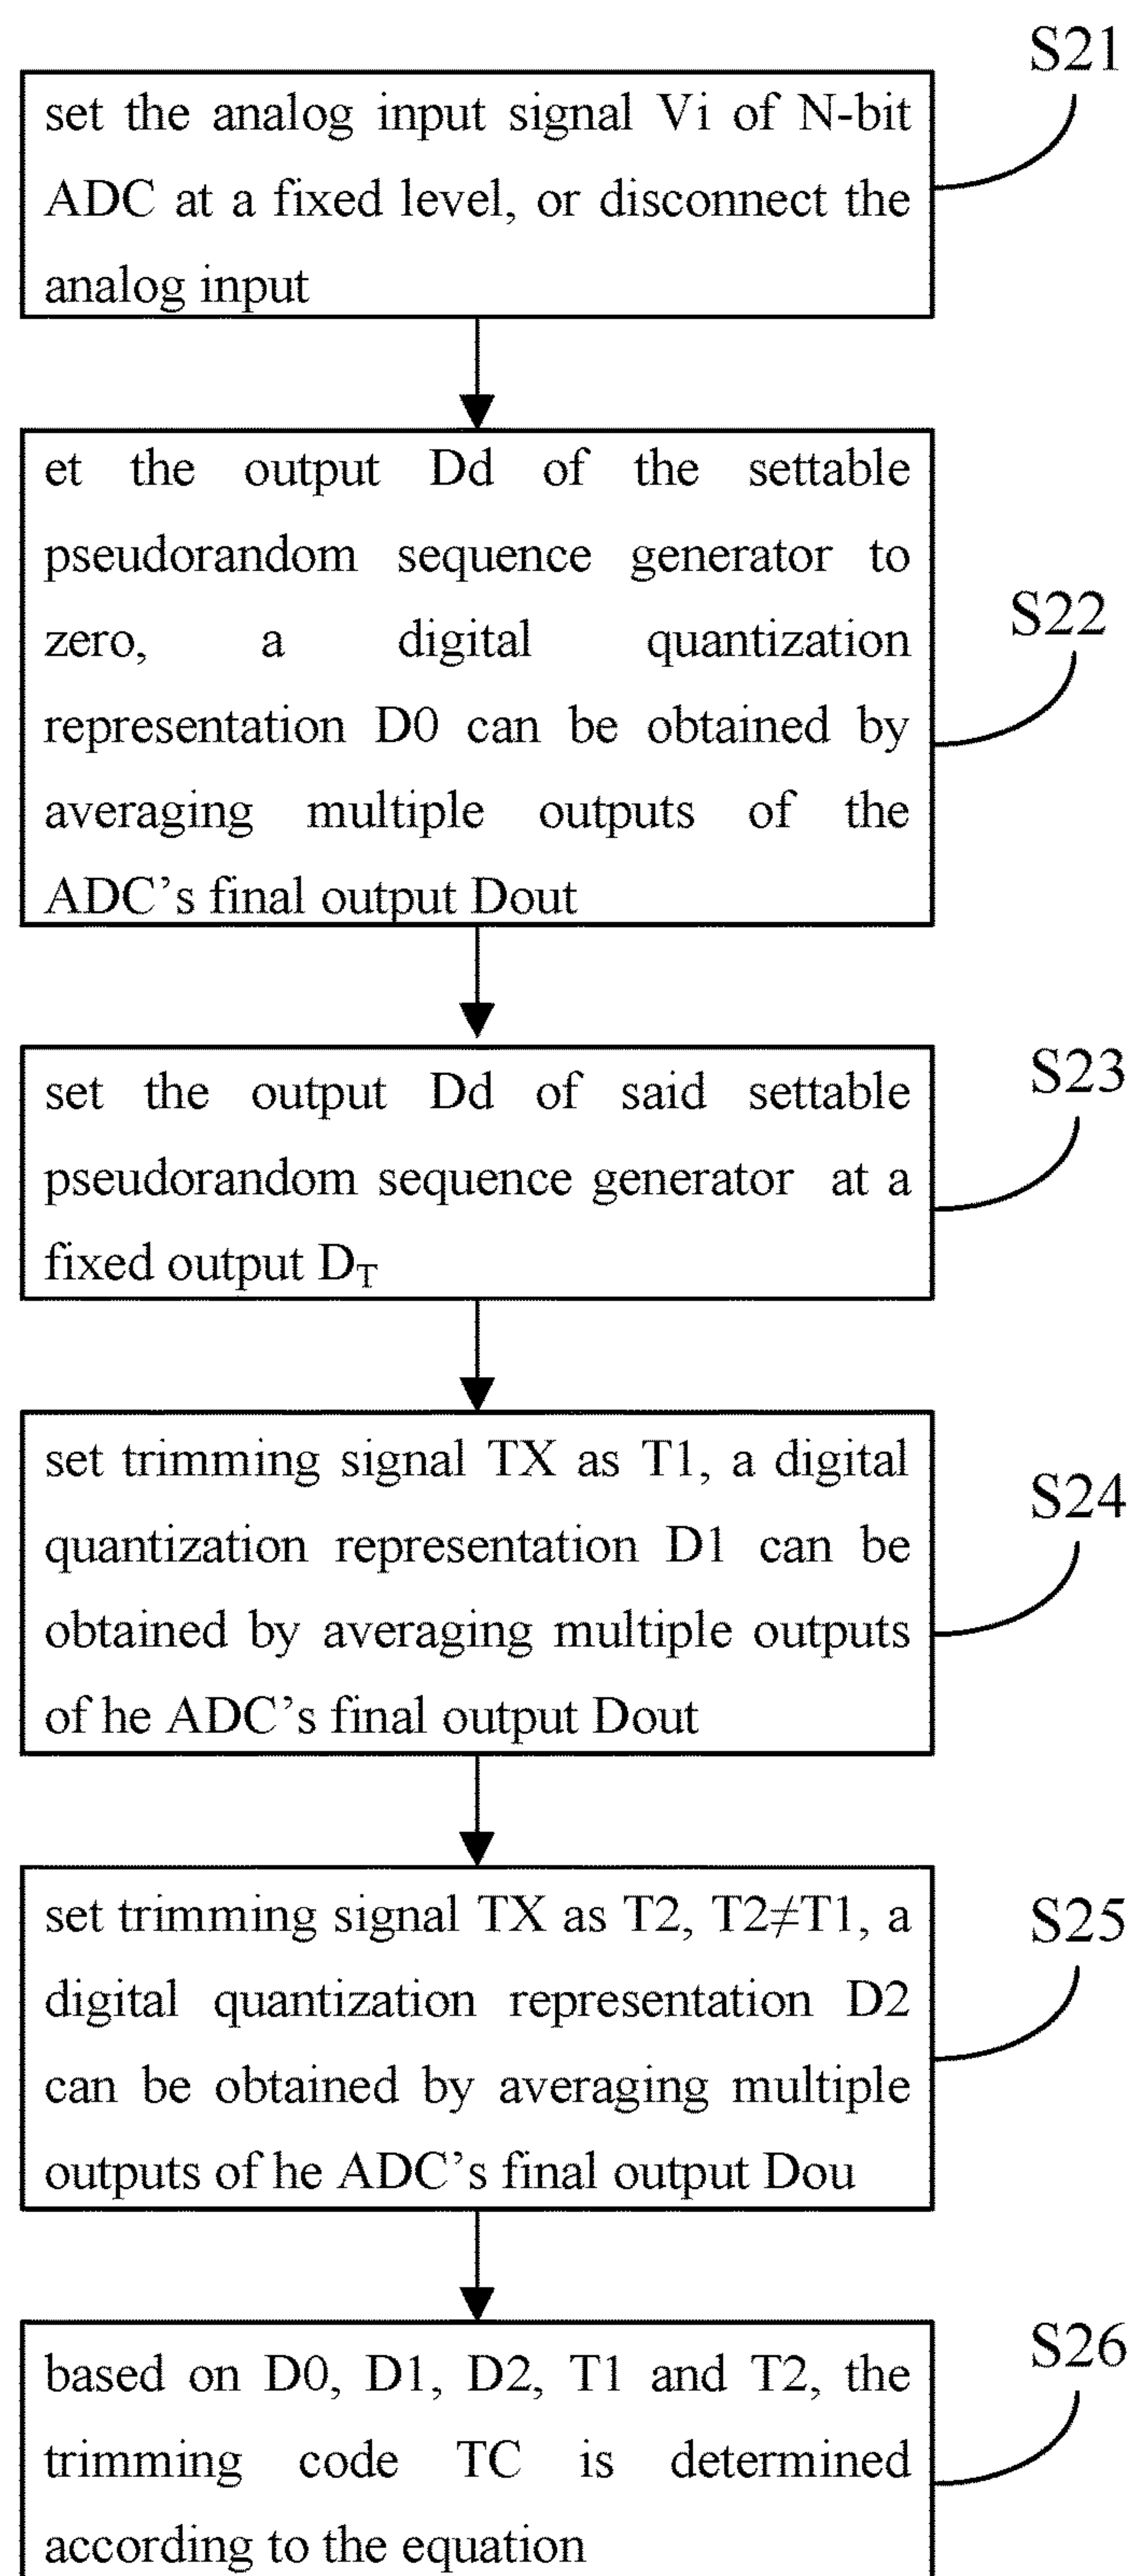 S21
set the analog input signal Vi of N-bit
ADC at a fixed level, or disconnect the
analog input
et the output Dd of the settable
pseudorandom sequence generator to
zero, a digital quantization
representation D0 can be obtained by
averaging multiple outputs of the
ADC’s final output Dout
S22
set the output Dd of said settable
pseudorandom sequence generator at a
fixed output D_T
S23
set trimming signal TX as T1, a digital
quantization representation D1 can be
obtained by averaging multiple outputs
of he ADC’s final output Dout
S24
set trimming signal TX as T2, T2≠T1, a
digital quantization representation D2
can be obtained by averaging multiple
outputs of he ADC’s final output Dou
S25
based on D0, D1, D2, T1 and T2, the
trimming code TC is determined
according to the equation
S26